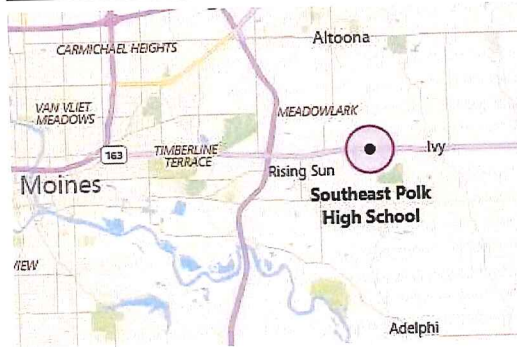 CARMICHAEL HEIGHTS
Altoona
VAN VLIET
MEADOWS
MEADOWLARK
163
TIMBERLINE
TERRACE
Ivy
Rising Sun
Moines
Southeast Polk
High School
VIEW
Adelphi